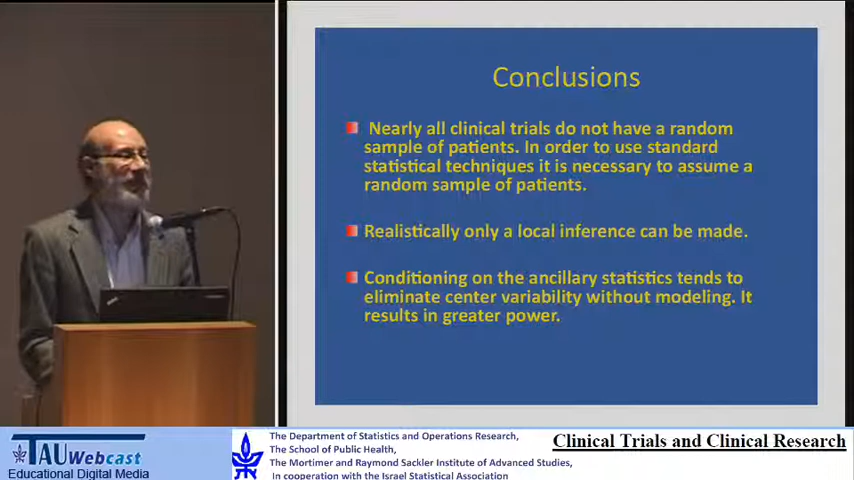 Conclusions
Nearly all clinical trials do not have a random
sample of patients. In order to use standard
statistical techniques it is necessary to assume a
random sample of patients.
Realistically only a local inference can be made.
Conditioning on the ancillary statistics tends to
eliminate center variability without modeling. It
results in greater power.
TAU Webcast
Educational Digital Media
The Department of Statistics and Operations Research,
The School of Public Health,
The Mortimer and Raymond Sackler Institute of Advanced Studies,
In cooperation with the Israel Statistical Association
Clinical Trials and Clinical Research